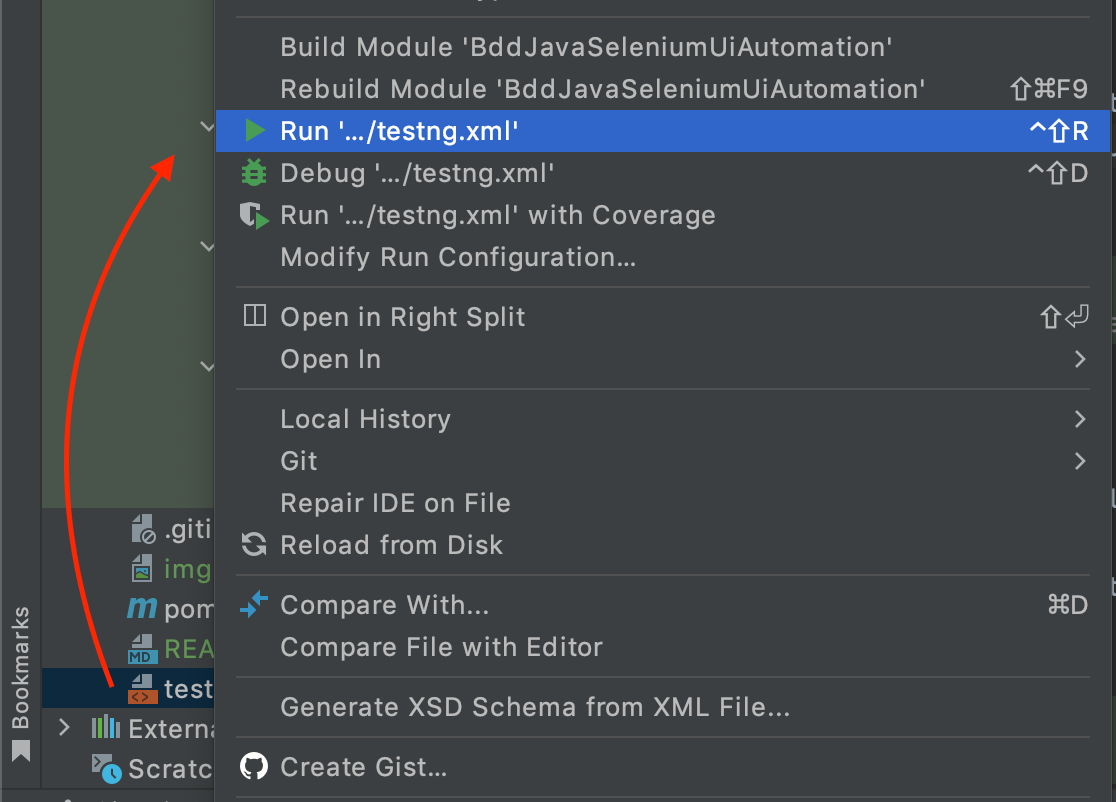 Build Module 'BddJavaSeleniumUiAutomation'
Rebuild Module 'BddJavaSeleniumUiAutomation' ⇧⌘F9
Run '.../testng.xml' ^⇧R
Debug '.../testng.xml' ^⇧D
Run '.../testng.xml' with Coverage
Modify Run Configuration...
Open in Right Split ⇧⏎
Open In
Local History
Git
Repair IDE on File
Reload from Disk
Compare With... ⌘D
Compare File with Editor
Generate XSD Schema from XML File...
Create Gist...
.giti
img
m pom
MD REA
<> test
Externa
Scratc
Bookmarks